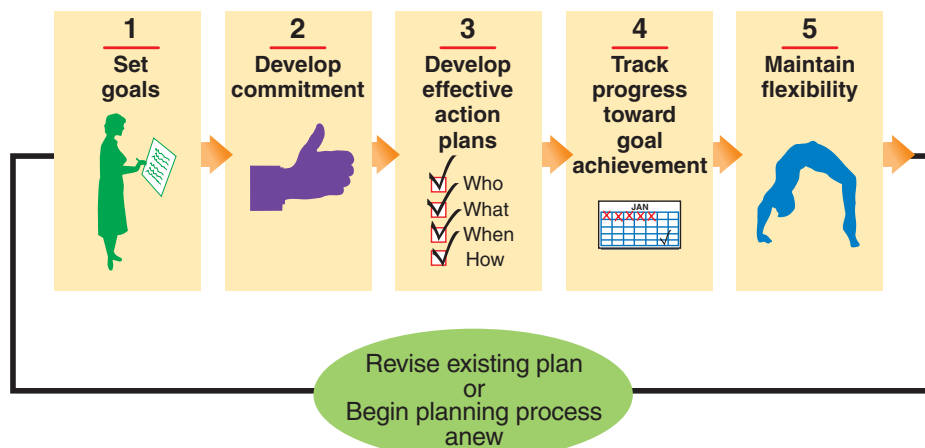 1
Set
goals
2
Develop
commitment
3
Develop
effective
action
plans
Who
What
When
How
4
Track
progress
toward
goal
achievement
JAN
X X X X X
5
Maintain
flexibility
Revise existing plan
or
Begin planning process
anew